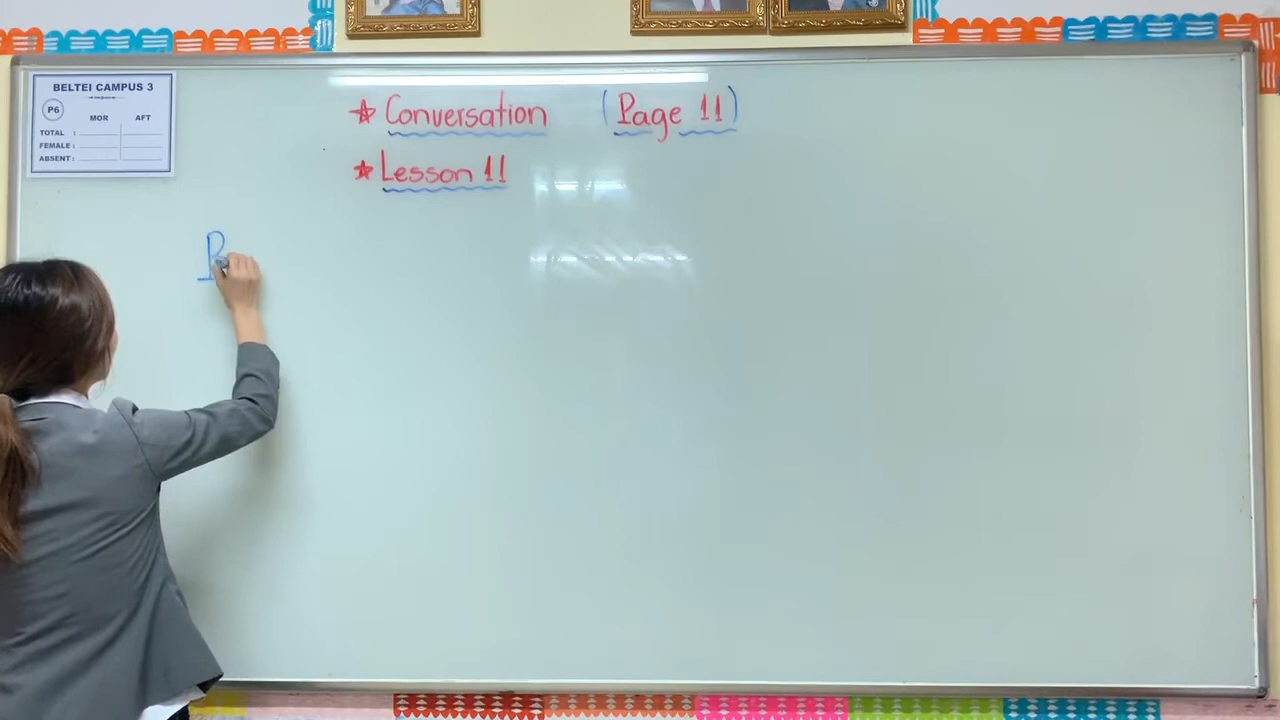 BELTEI CAMPUS 3
P6
MOR AFT
TOTAL :
FEMALE :
ABSENT :
★ Conversation (Page 11)
★ Lesson 11